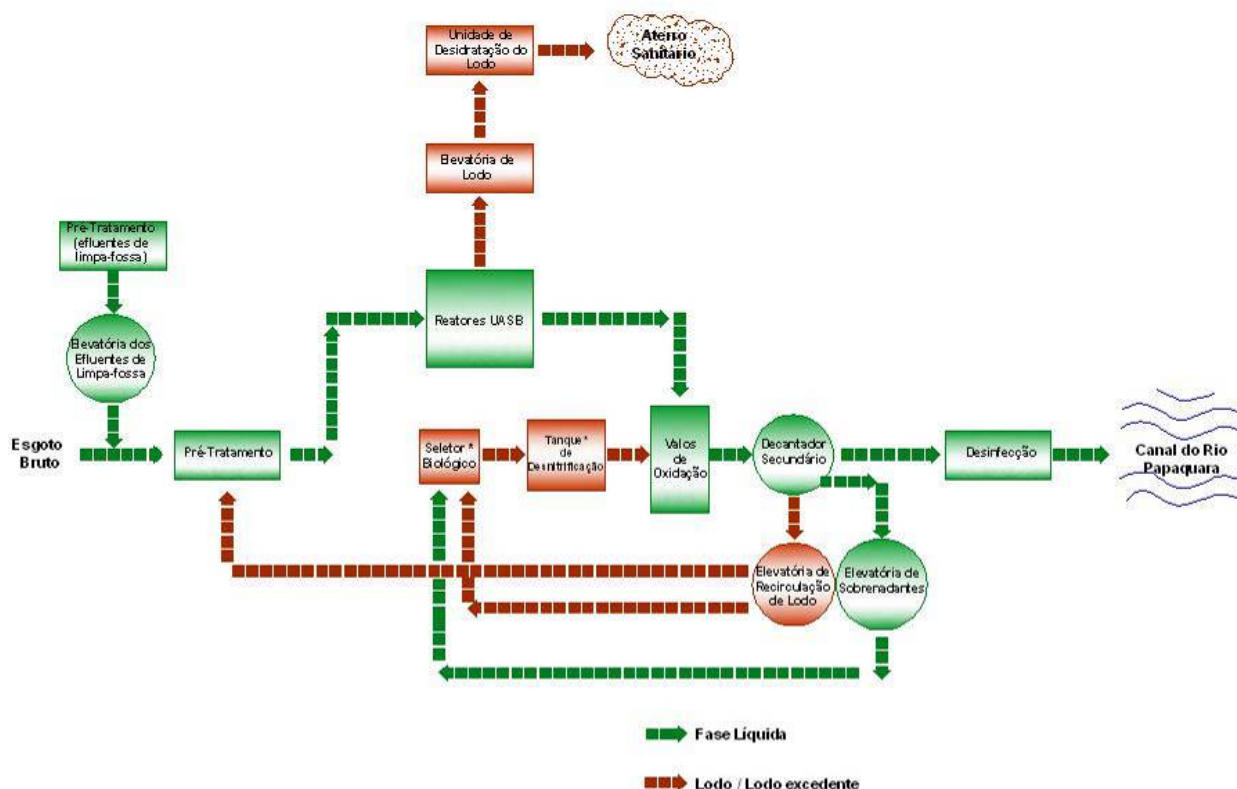 Unidade de
Desidratação do
Lodo
Aterro
Sanitário
Elevatória de
Lodo
Pré-Tratamento
(efluentes de
limpa-fossa)
Elevatória dos
Efluentes de
Limpa-fossa
Reatores UASB
Esgoto
Bruto
Pré-Tratamento
Seletor *
Biológico
Tanque *
de
Desnitrificação
Valos
de
Oxidação
Decantador
Secundário
Desinfecção
Canal do Rio
Papaquara
Elevatória de
Recirculação
de Lodo
Elevatória de
Sobrenadantes
Fase Líquida
Lodo / Lodo excedente